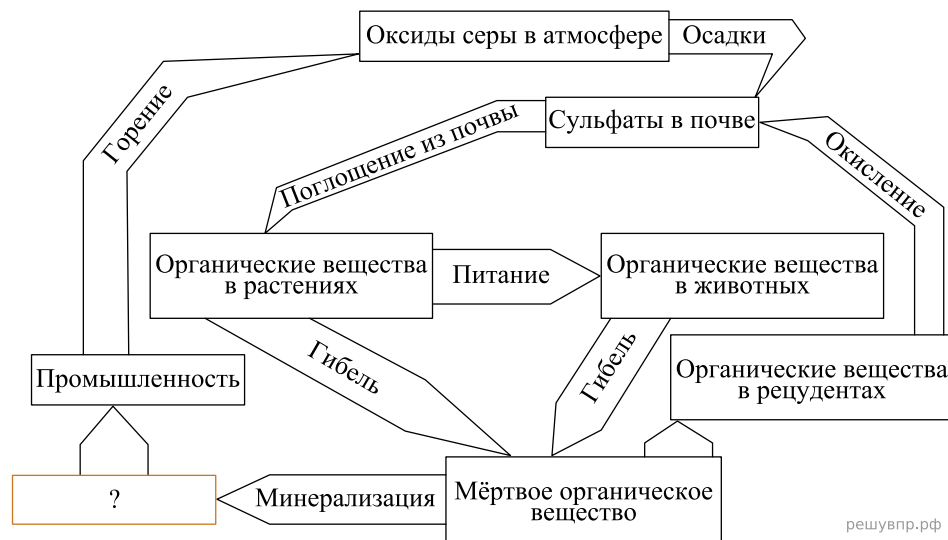 Оксиды серы в атмосфере
Осадки
Горение
Поглощение из почвы
Сульфаты в почве
Окисление
Органические вещества
в растениях
Питание
Органические вещества
в животных
Гибель
Гибель
Промышленность
Органические вещества
в рецудентах
?
Минерализация
Мёртвое органическое
вещество
решувпр.рф